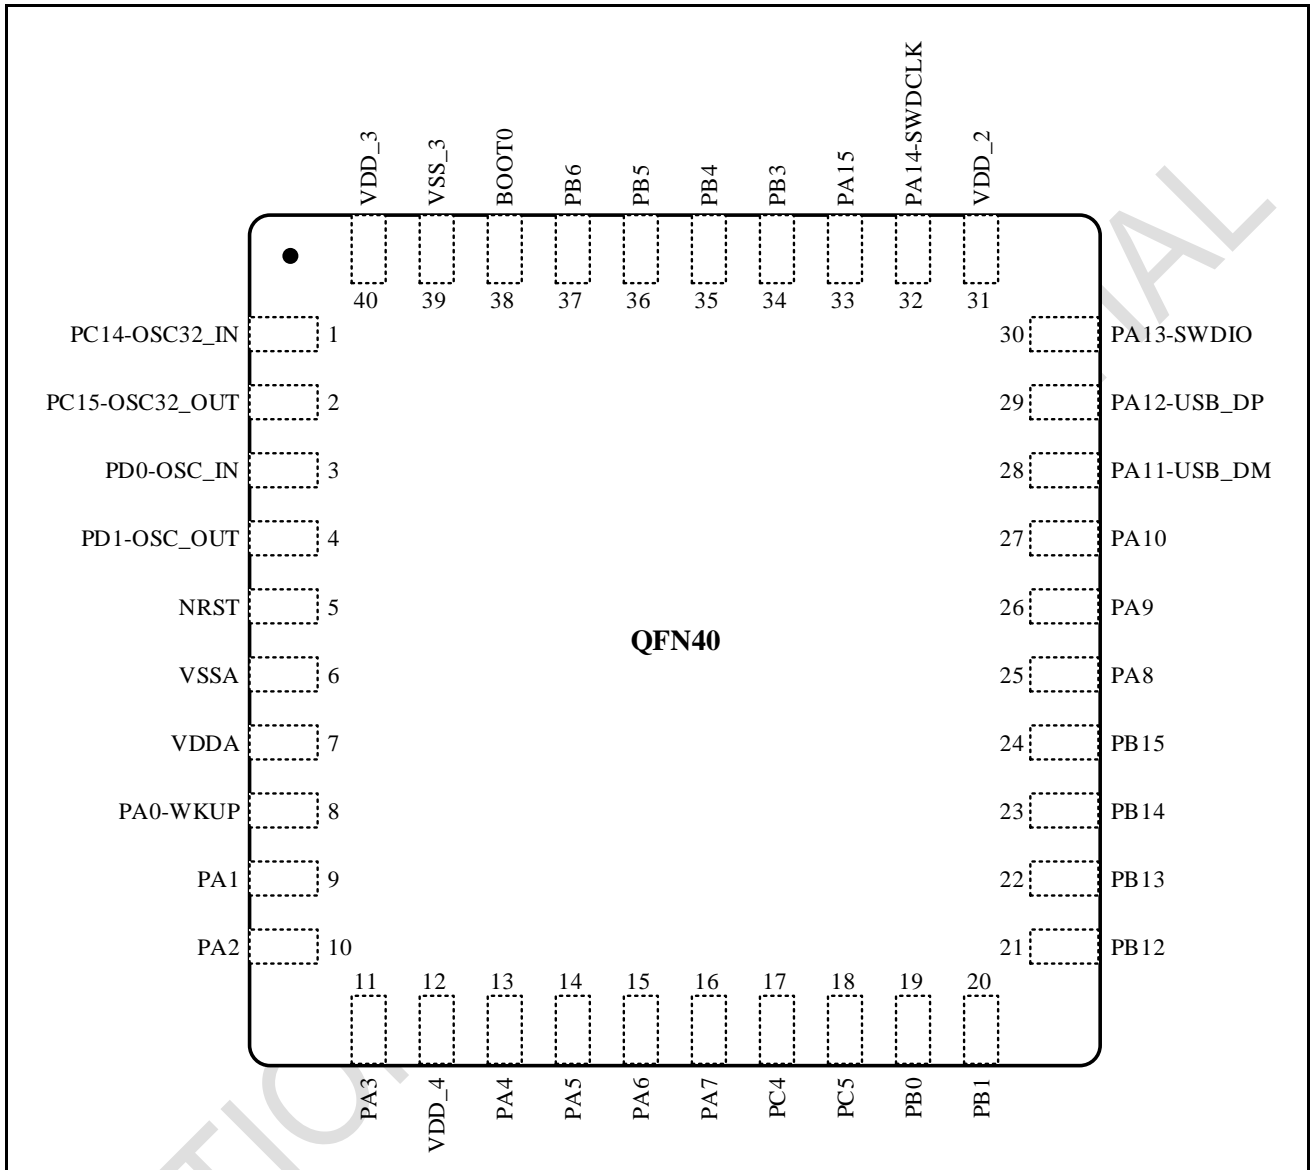 VDD_3
VSS_3
BOOT0
PB6
PB5
PB4
PB3
PA15
PA14-SWDCLK
VDD_2
40 39 38 37 36 35 34 33 32 31
PC14-OSC32_IN 1
30 PA13-SWDIO
PC15-OSC32_OUT 2
29 PA12-USB_DP
PD0-OSC_IN 3
28 PA11-USB_DM
PD1-OSC_OUT 4
27 PA10
NRST 5
26 PA9
QFN40
VSSA 6
25 PA8
VDDA 7
24 PB15
PA0-WKUP 8
23 PB14
PA1 9
22 PB13
PA2 10
21 PB12
11 12 13 14 15 16 17 18 19 20
PA3
VDD_4
PA4
PA5
PA6
PA7
PC4
PC5
PB0
PB1